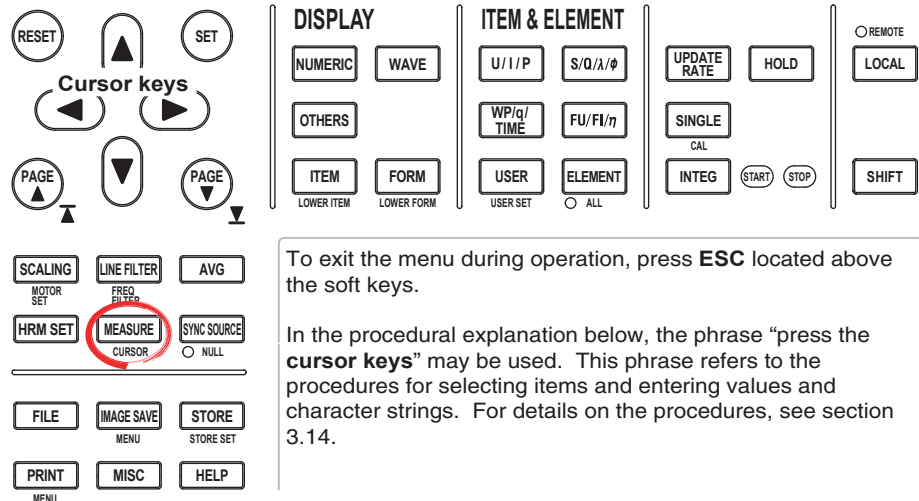 RESET
SET
Cursor keys
PAGE
PAGE
DISPLAY
NUMERIC
WAVE
OTHERS
ITEM
FORM
LOWER ITEM
LOWER FORM
ITEM & ELEMENT
U / I / P
S/Q/λ/ϕ
WP/q/
TIME
FU/FI/η
USER
ELEMENT
USER SET
ALL
UPDATE
RATE
HOLD
SINGLE
CAL
INTEG
START
STOP
REMOTE
LOCAL
SHIFT
SCALING
LINE FILTER
AVG
MOTOR
SET
FREQ
FILTER
HRM SET
MEASURE
SYNC SOURCE
CURSOR
NULL
FILE
IMAGE SAVE
STORE
MENU
STORE SET
PRINT
MISC
HELP
MENU
To exit the menu during operation, press ESC located above
the soft keys.
In the procedural explanation below, the phrase “press the
cursor keys” may be used. This phrase refers to the
procedures for selecting items and entering values and
character strings. For details on the procedures, see section
3.14.